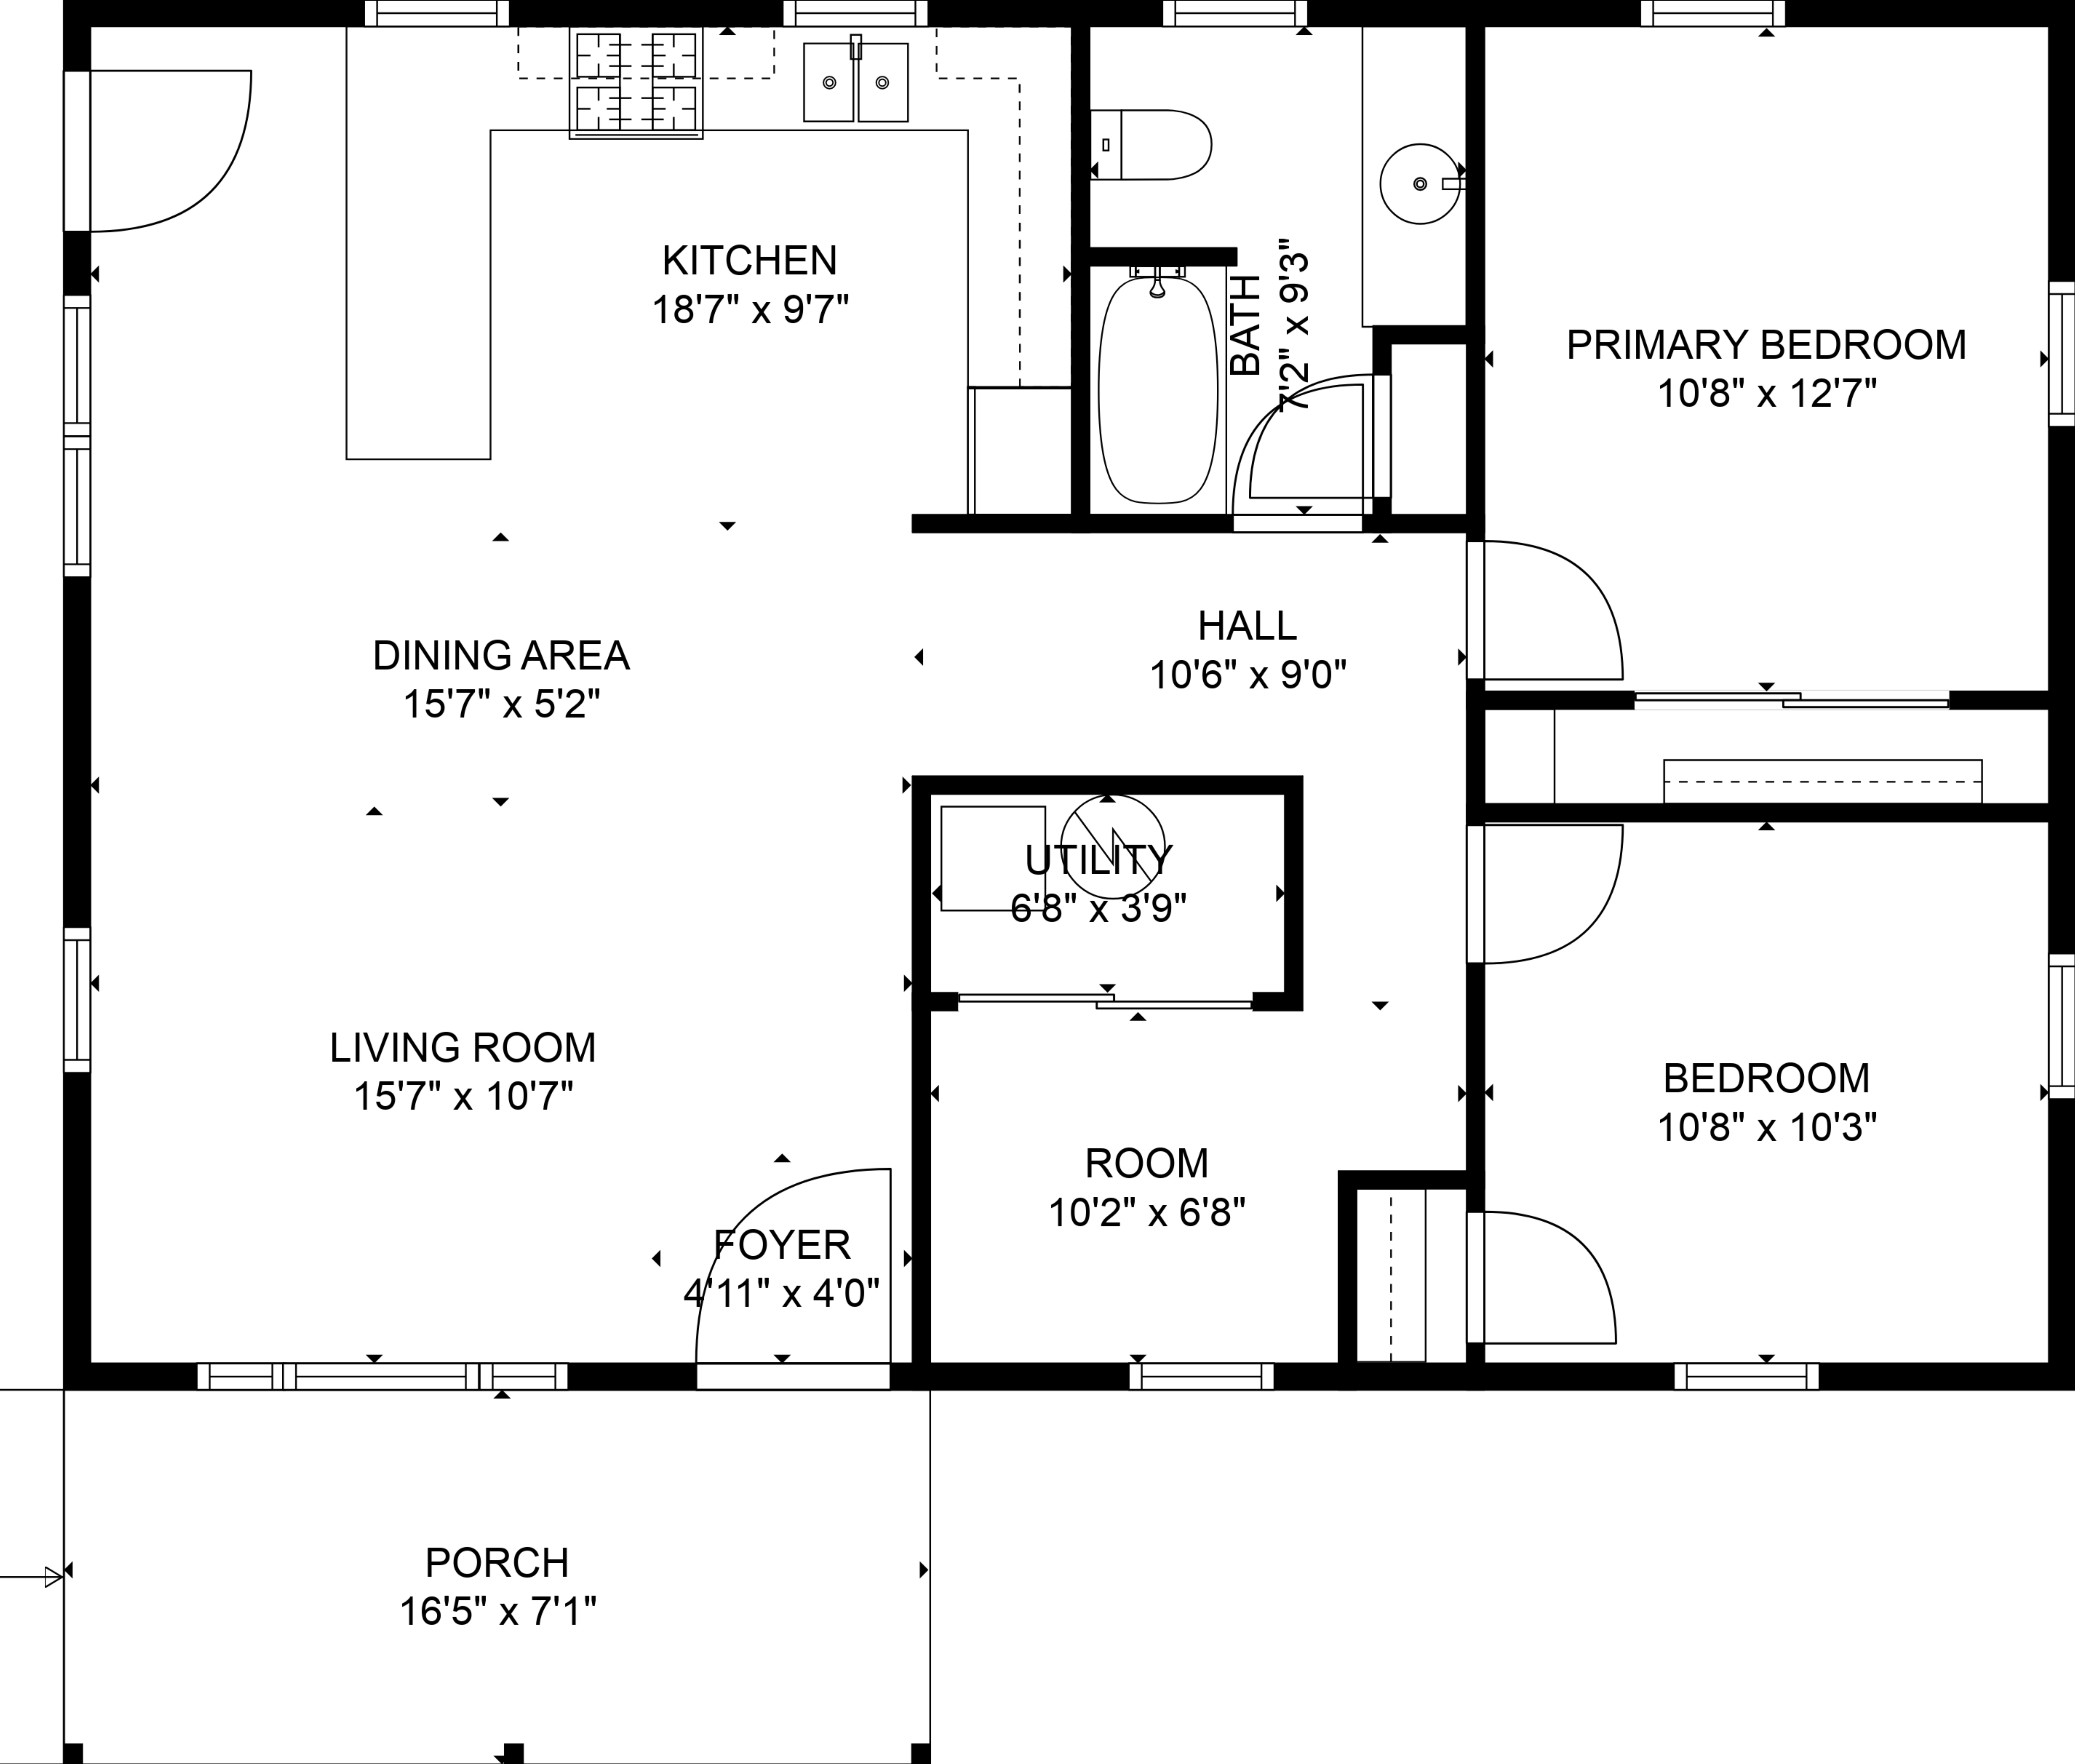 KITCHEN
18'7" x 9'7"
BATH
7'2" x 9'3"
PRIMARY BEDROOM
10'8" x 12'7"
DINING AREA
15'7" x 5'2"
HALL
10'6" x 9'0"
UTILITY
6'8" x 3'9"
LIVING ROOM
15'7" x 10'7"
BEDROOM
10'8" x 10'3"
ROOM
10'2" x 6'8"
FOYER
4'11" x 4'0"
PORCH
16'5" x 7'1"